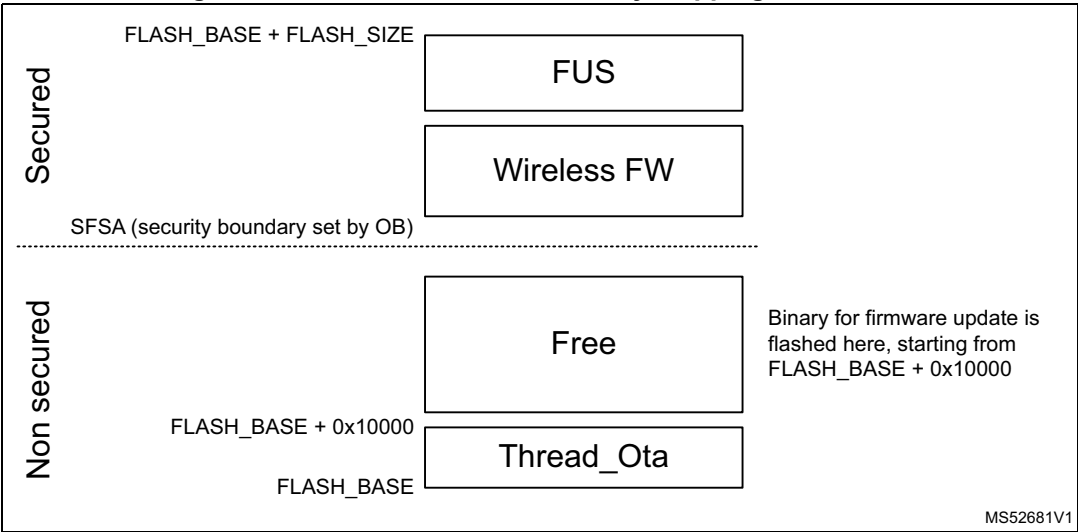 FLASH_BASE + FLASH_SIZE
FUS
Secured
Wireless FW
SFSA (security boundary set by OB)
Non secured
Free
Binary for firmware update is
flashed here, starting from
FLASH_BASE + 0x10000
FLASH_BASE + 0x10000
Thread_Ota
FLASH_BASE
MS52681V1